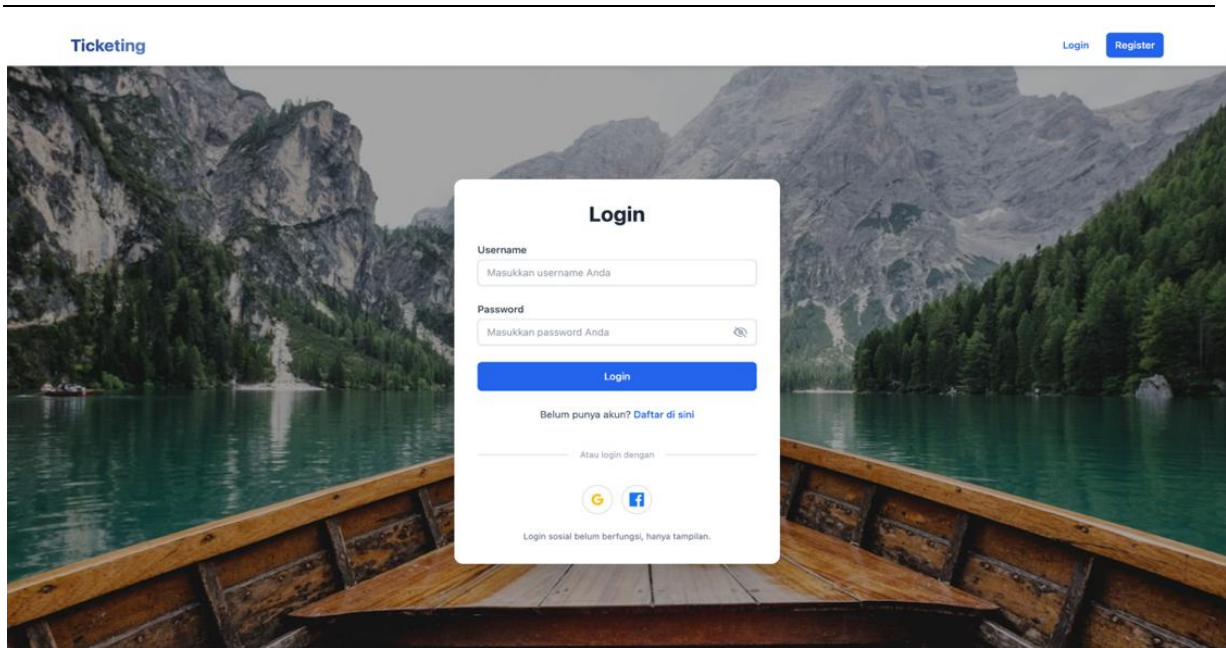 Ticketing
Login
Register
Login
Username
Masukkan username Anda
Password
Masukkan password Anda
Login
Belum punya akun? Daftar di sini
Atau login dengan
G
Login sosial belum berfungsi, hanya tampilan.